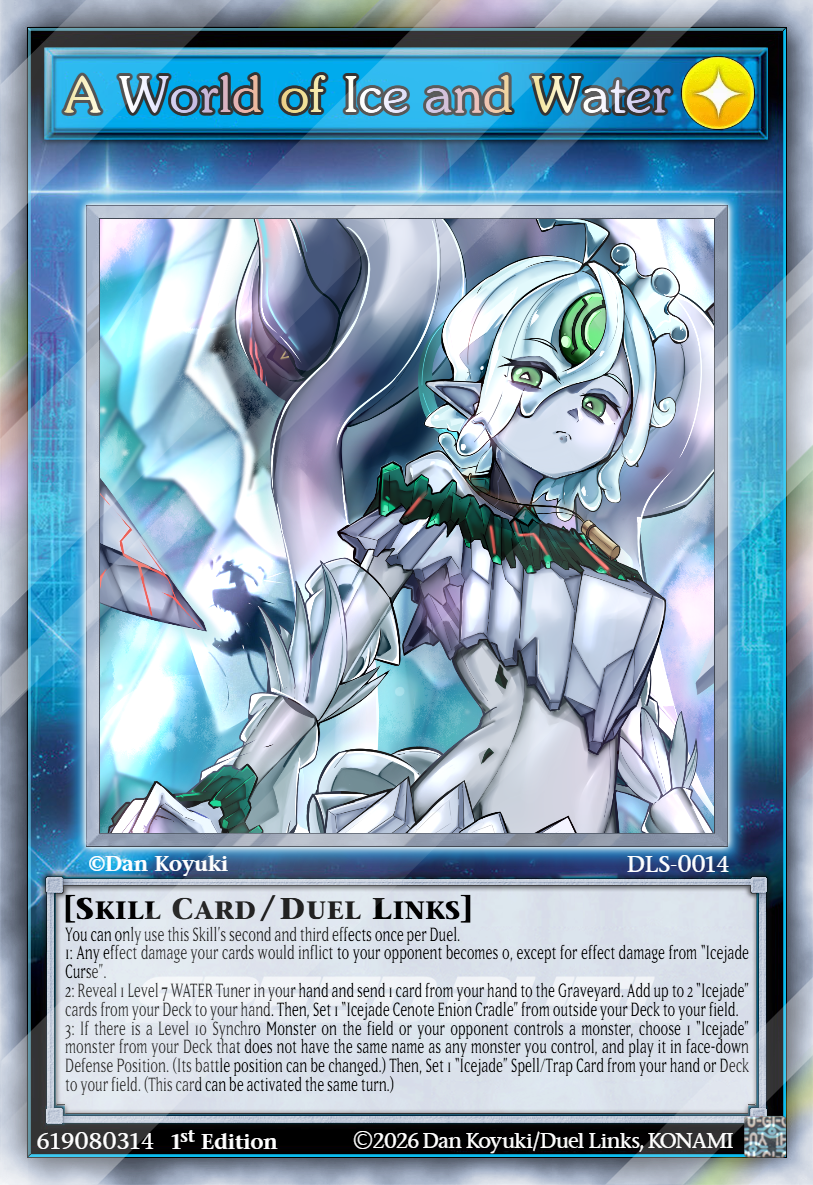 A World of Ice and Water
©Dan Koyuki
DLS-0014
[Skill Card/Duel Links]
You can only use this Skill's second and third effects once per Duel.
1: Any effect damage your cards would inflict to your opponent becomes 0, except for effect damage from "Icejade
Curse".
2: Reveal 1 Level 7 WATER Tuner in your hand and send 1 card from your hand to the Graveyard. Add up to 2 "Icejade"
cards from your Deck to your hand. Then, Set 1 "Icejade Cenote Enion Cradle" from outside your Deck to your field.
3: If there is a Level 10 Synchro Monster on the field or your opponent controls a monster, choose 1 "Icejade"
monster from your Deck that does not have the same name as any monster you control, and play it in face-down
Defense Position. (Its battle position can be changed.) Then, Set 1 "Icejade" Spell/Trap Card from your hand or Deck
to your field. (This card can be activated the same turn.)
619080314 1st Edition
©2026 Dan Koyuki/Duel Links, KONAMI